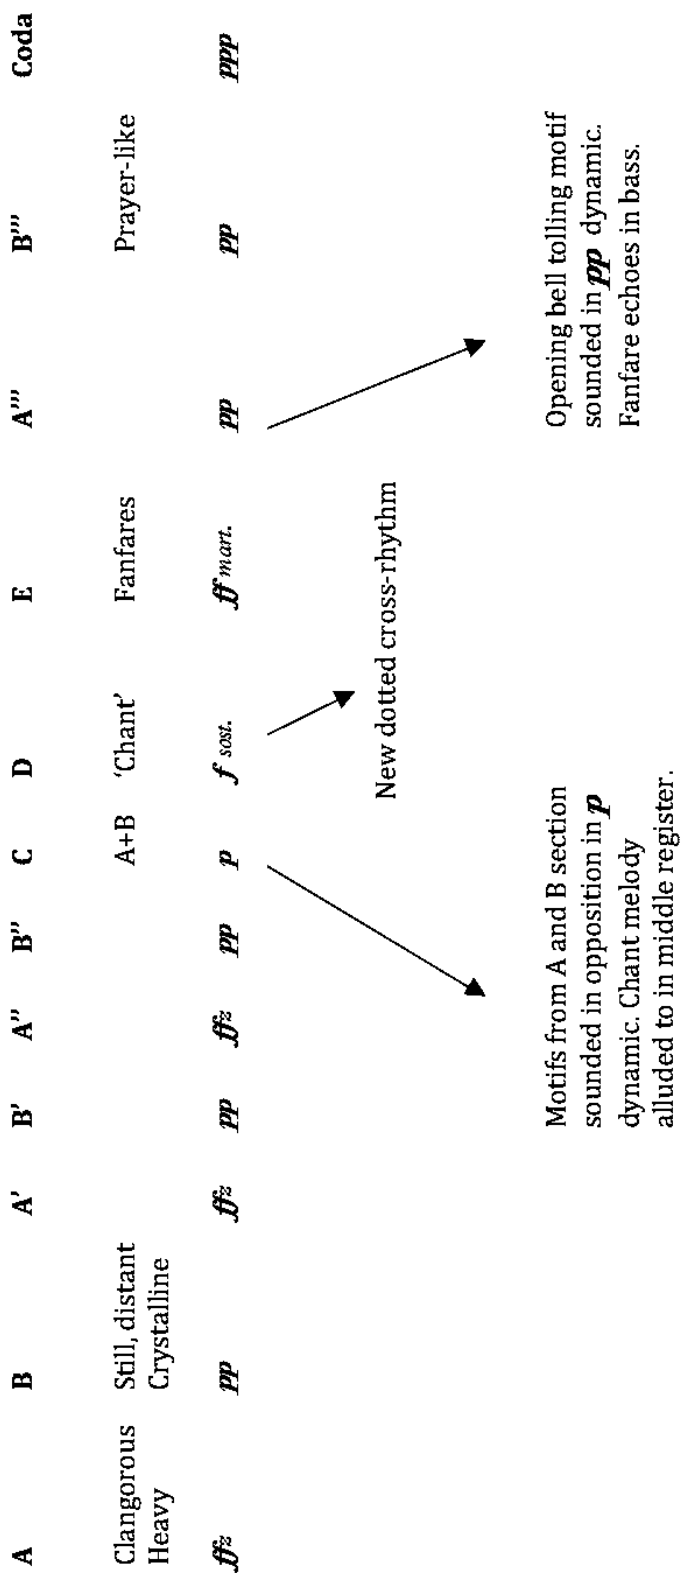 A B A' B' A'' B'' C D E A''' B''' Coda
Clangorous Still, distant A+B 'Chant' Fanfares Prayer-like
Heavy Crystalline
ffz pp ffz pp ffz pp p f sost. ff mart. pp pp ppp
New dotted cross-rhythm
Motifs from A and B section
sounded in opposition in p
dynamic. Chant melody
alluded to in middle register.
Opening bell tolling motif
sounded in pp dynamic.
Fanfare echoes in bass.